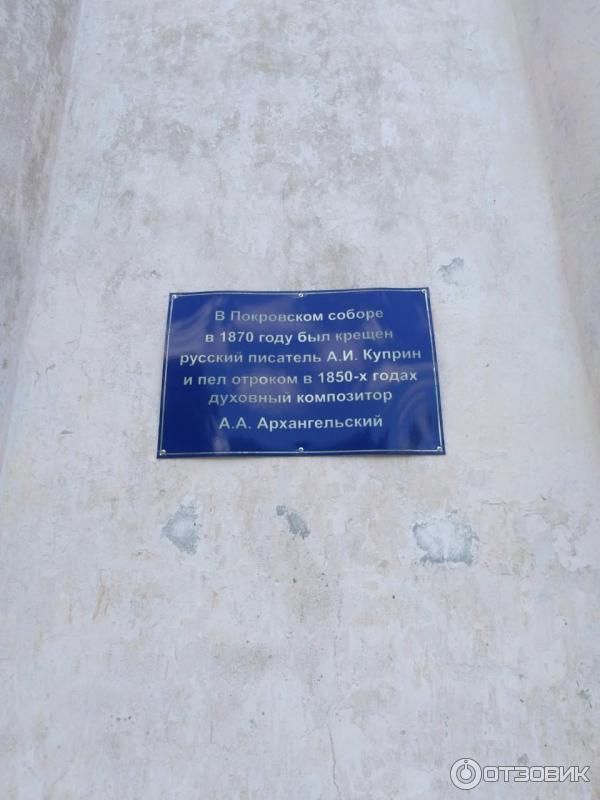 В Покровском соборе
в 1870 году был крещен
русский писатель А.И. Куприн
и пел отроком в 1850-х годах
духовный композитор
А.А. Архангельский
ОТЗОВИК